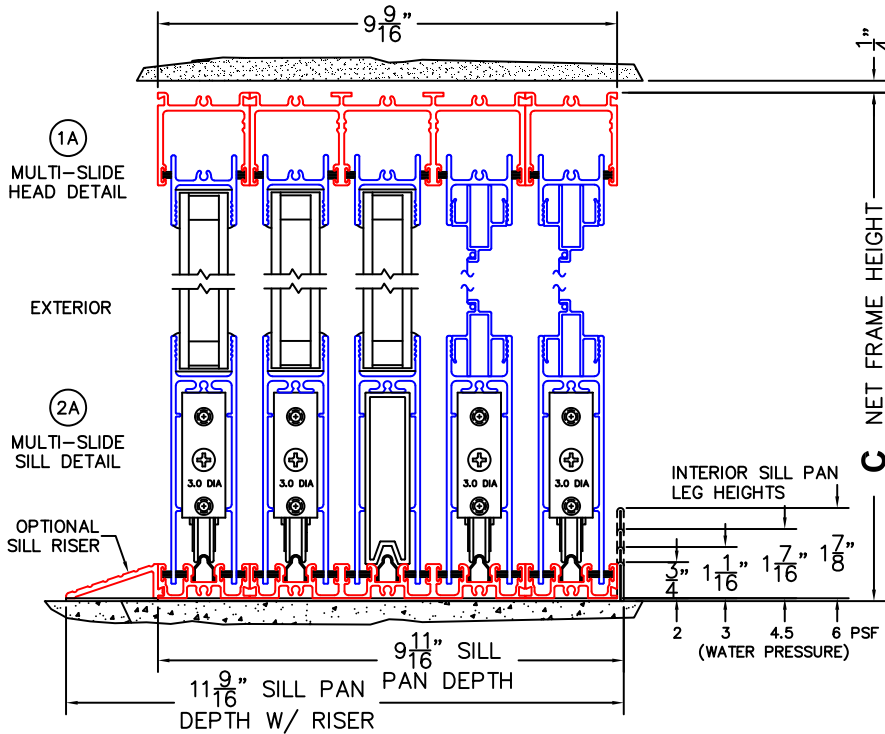 9 9/16"
1"
1A
MULTI-SLIDE
HEAD DETAIL
EXTERIOR
2A
MULTI-SLIDE
SILL DETAIL
OPTIONAL
SILL RISER
3.0 DIA
3.0 DIA
3.0 DIA
3.0 DIA
INTERIOR SILL PAN
LEG HEIGHTS
C NET FRAME HEIGHT
3/4"
1 1/16"
1 7/16"
1 7/8"
2 3 4.5 6 PSF
(WATER PRESSURE)
9 11/16" SILL
PAN DEPTH
11 9/16" SILL PAN
DEPTH W/ RISER